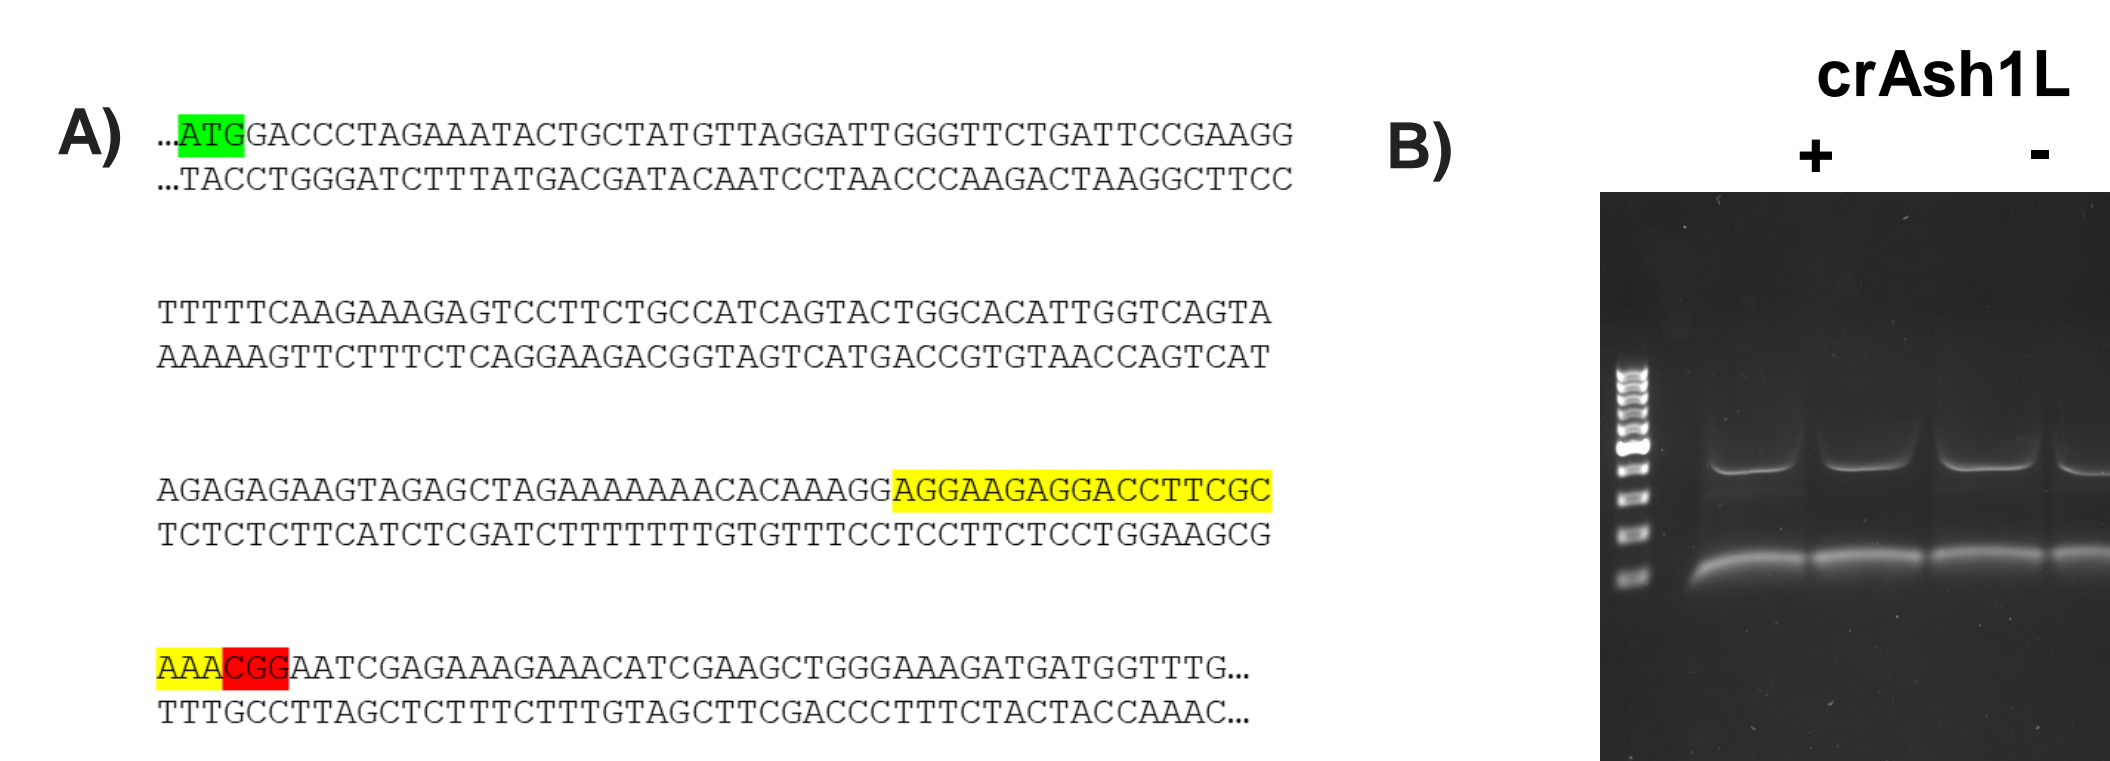 A)
…ATGGACCCTAGAAATACTGCTATGTTAGGATTGGGTTCTGATTCCGAAGG
…TACCTGGGATCTTTATGACGATACAATCCTAACCCAAGACTAAGGCTTCC
TTTTTCAAGAAAGAGTCCTTCTGCCATCAGTACTGGCACATTGGTCAGTA
AAAAAGTTCTTTCTCAGGAAGACGGTAGTCATGACCGTGTAACCAGTCAT
AGAGAGAAGTAGAGCTAGAAAAAAACACAAAGGAGGAAGAGGACCTTCGC
TCTCTCTTCATCTCGATCTTTTTTTGTGTTTCCTCCTTCTCCTGGAAGCG
AAACGGAATCGAGAAAGAAACATCGAAGCTGGGAAAGATGATGGTTTG…
TTTGCCTTAGCTCTTTCTTTGTAGCTTCGACCCTTTCTACTACCAAAC…
B)
crAsh1L
+ -